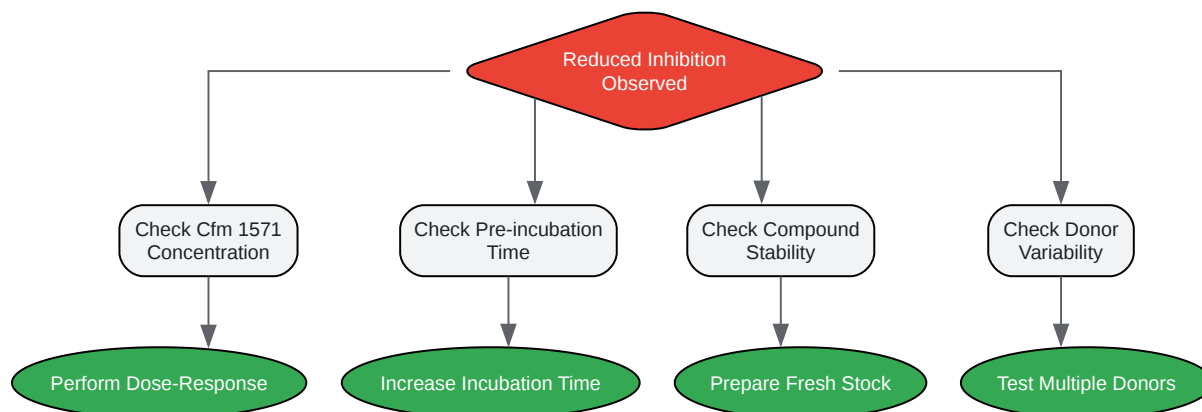 Reduced Inhibition
Observed
Check Cfm 1571
Concentration
Check Pre-incubation
Time
Check Compound
Stability
Check Donor
Variability
Perform Dose-Response
Increase Incubation Time
Prepare Fresh Stock
Test Multiple Donors